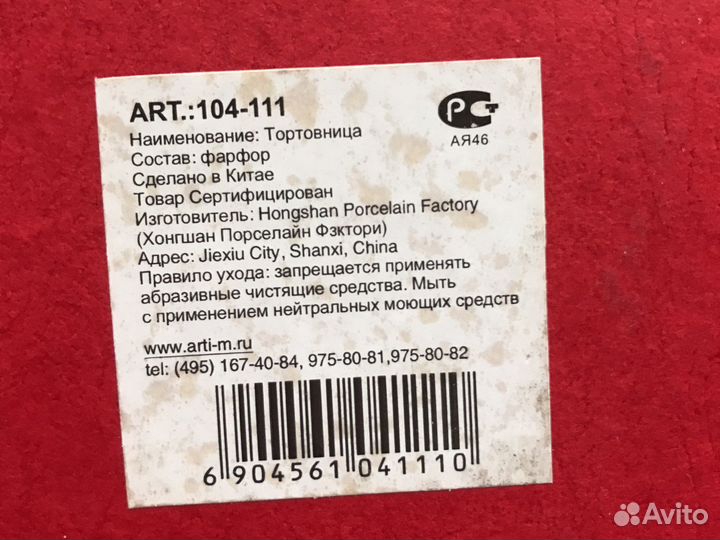 ART.:104-111
Наименование: Тортовница
Состав: фарфор
Сделано в Китае
Товар Сертифицирован
Изготовитель: Hongshan Porcelain Factory
(Хонгшан Порселайн Фэктори)
Адрес: Jiexiu City, Shanxi, China
Правило ухода: запрещается применять
абразивные чистящие средства. Мыть
с применением нейтральных моющих средств
www.arti-m.ru
tel: (495) 167-40-84, 975-80-81,975-80-82
6 904561 041110
РСТ
АЯ46
Avito